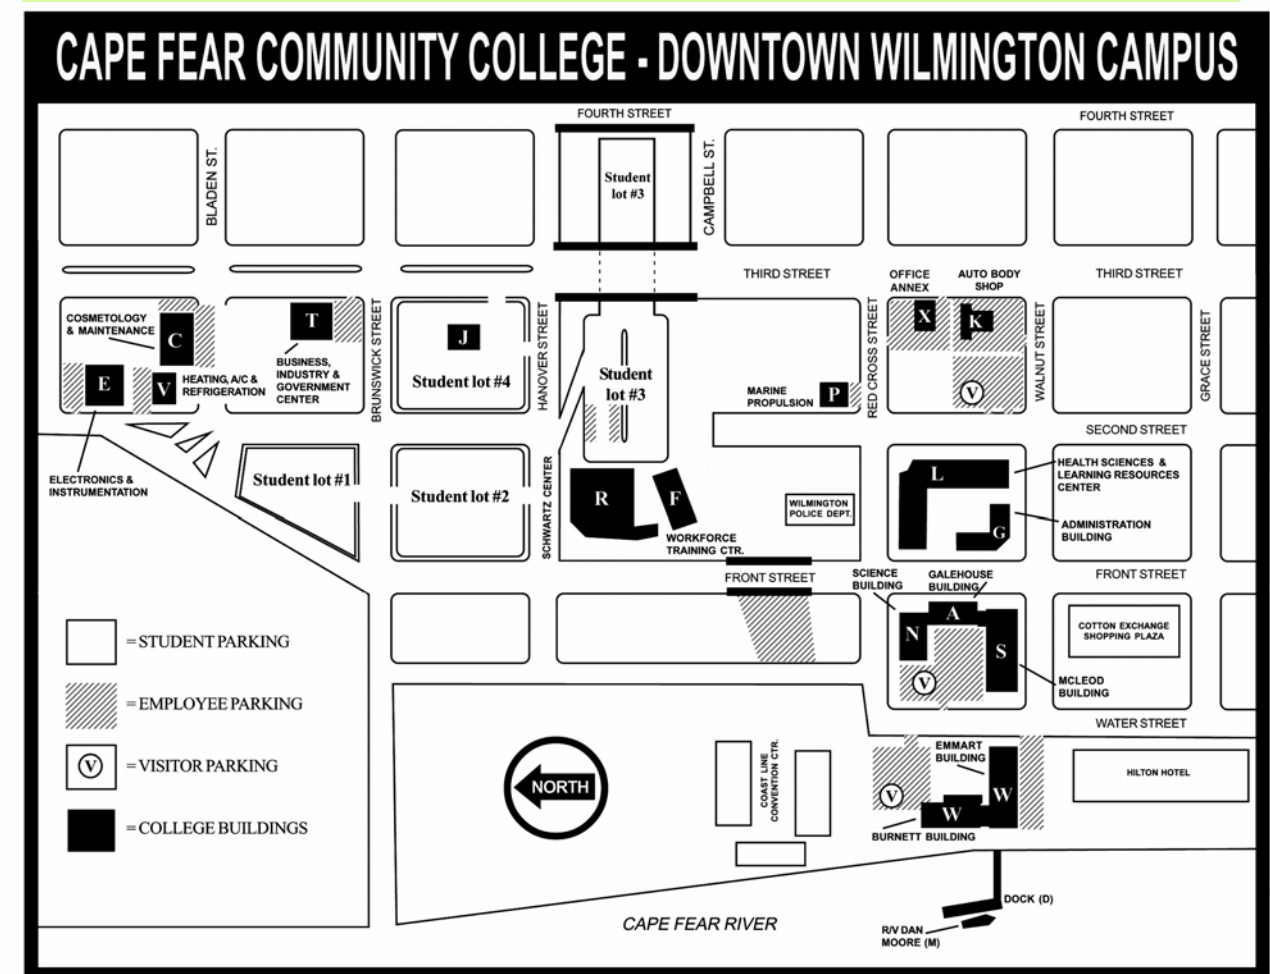 CAPE FEAR COMMUNITY COLLEGE - DOWNTOWN WILMINGTON CAMPUS
FOURTH STREET
FOURTH STREET
BLADEN ST.
Student
lot #3
CAMPBELL ST.
THIRD STREET
OFFICE
ANNEX
AUTO BODY
SHOP
THIRD STREET
COSMETOLOGY
& MAINTENANCE
C
T
BRUNSWICK STREET
J
HANOVER STREET
RED CROSS STREET
X
K
WALNUT STREET
GRACE STREET
E
V
HEATING, A/C &
REFRIGERATION
BUSINESS,
INDUSTRY &
GOVERNMENT
CENTER
Student lot #4
Student
lot #3
MARINE
PROPULSION
P
V
SECOND STREET
ELECTRONICS &
INSTRUMENTATION
Student lot #1
Student lot #2
SCHWARTZ CENTER
R
F
WORKFORCE
TRAINING CTR.
WILMINGTON
POLICE DEPT.
L
HEALTH SCIENCES &
LEARNING RESOURCES
CENTER
G
ADMINISTRATION
BUILDING
FRONT STREET
SCIENCE
BUILDING
GALEHOUSE
BUILDING
FRONT STREET
N
A
S
V
COTTON EXCHANGE
SHOPPING PLAZA
MCLEOD
BUILDING
= STUDENT PARKING
= EMPLOYEE PARKING
V
= VISITOR PARKING
= COLLEGE BUILDINGS
WATER STREET
NORTH
COAST LINE
CONVENTION CTR.
EMMART
BUILDING
V
W
W
BURNETT BUILDING
HILTON HOTEL
DOCK (D)
CAPE FEAR RIVER
R/V DAN
MOORE (M)